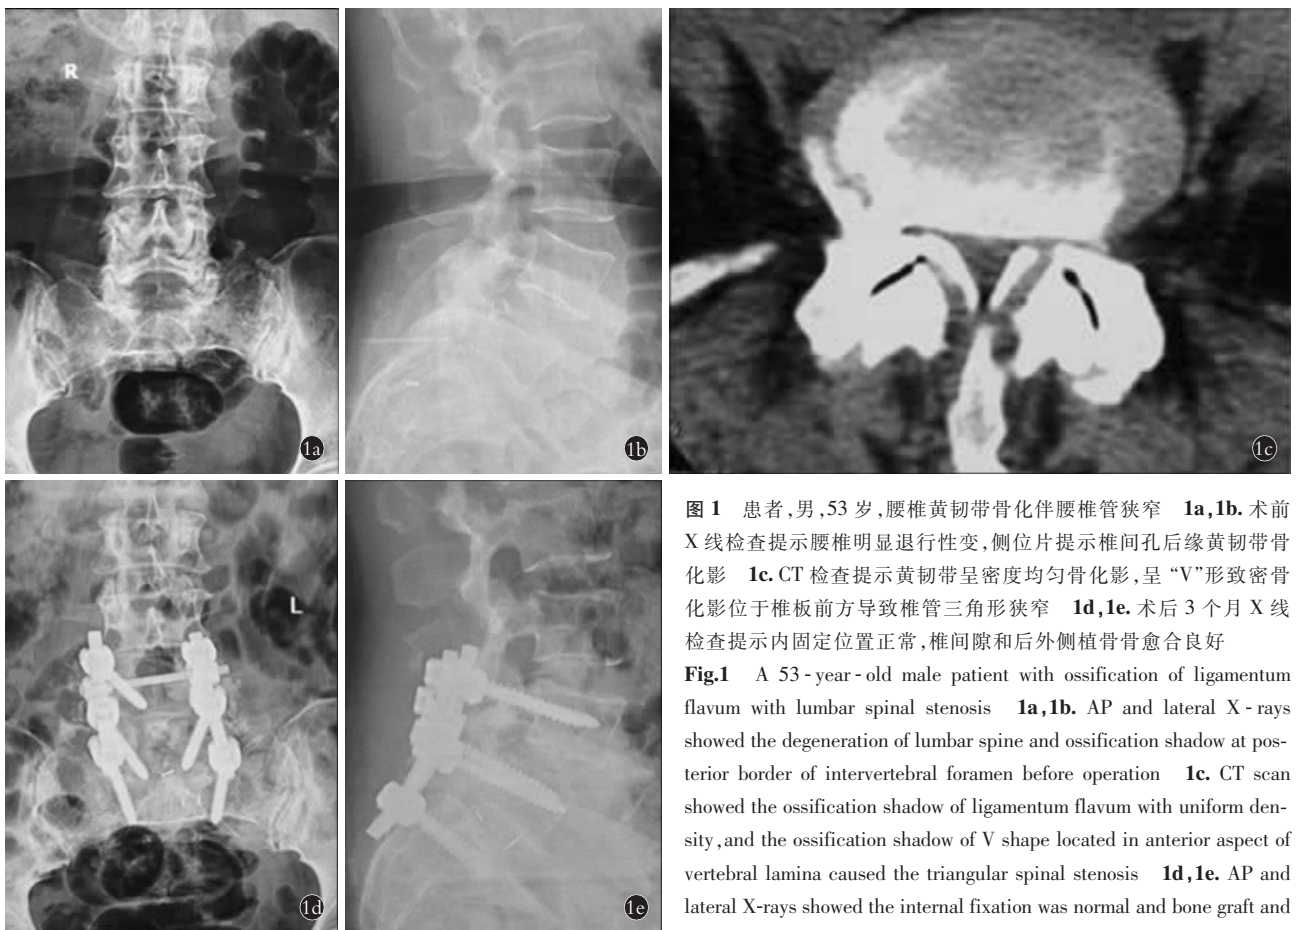 R
1a
1b
1c
L
1d
1e
图 1 患者,男,53 岁,腰椎黄韧带骨化伴腰椎管狭窄 1a,1b. 术前
X 线检查提示腰椎明显退行性变,侧位片提示椎间孔后缘黄韧带骨
化影 1c. CT 检查提示黄韧带呈密度均匀骨化影,呈 “V”形致密骨
化影位于椎板前方导致椎管三角形狭窄 1d,1e. 术后 3 个月 X 线
检查提示内固定位置正常,椎间隙和后外侧植骨骨愈合良好
Fig.1 A 53-year-old male patient with ossification of ligamentum
flavum with lumbar spinal stenosis 1a,1b. AP and lateral X-rays
showed the degeneration of lumbar spine and ossification shadow at pos-
terior border of intervertebral foramen before operation 1c. CT scan
showed the ossification shadow of ligamentum flavum with uniform den-
sity,and the ossification shadow of V shape located in anterior aspect of
vertebral lamina caused the triangular spinal stenosis 1d,1e. AP and
lateral X-rays showed the internal fixation was normal and bone graft and